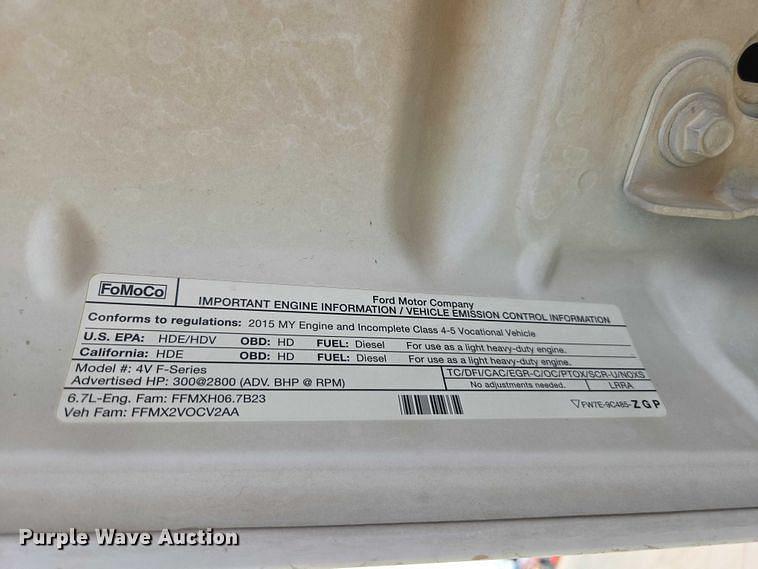 FoMoCo
Ford Motor Company
IMPORTANT ENGINE INFORMATION / VEHICLE EMISSION CONTROL INFORMATION
Conforms to regulations: 2015 MY Engine and Incomplete Class 4-5 Vocational Vehicle
U.S. EPA: HDE/HDV OBD: HD FUEL: Diesel For use as a light heavy-duty engine.
California: HDE OBD: HD FUEL: Diesel For use as a light heavy-duty engine.
Model #: 4V F-Series
TC/DFI/CAC/EGR-C/OC/PTOX/SCR-U/NOXS
Advertised HP: 300@2800 (ADV. BHP @ RPM)
No adjustments needed. LRRA
6.7L-Eng. Fam: FFMXH06.7B23
Veh Fam: FFMX2VOCV2AA
FW7E-9C485-ZGP
Purple Wave Auction